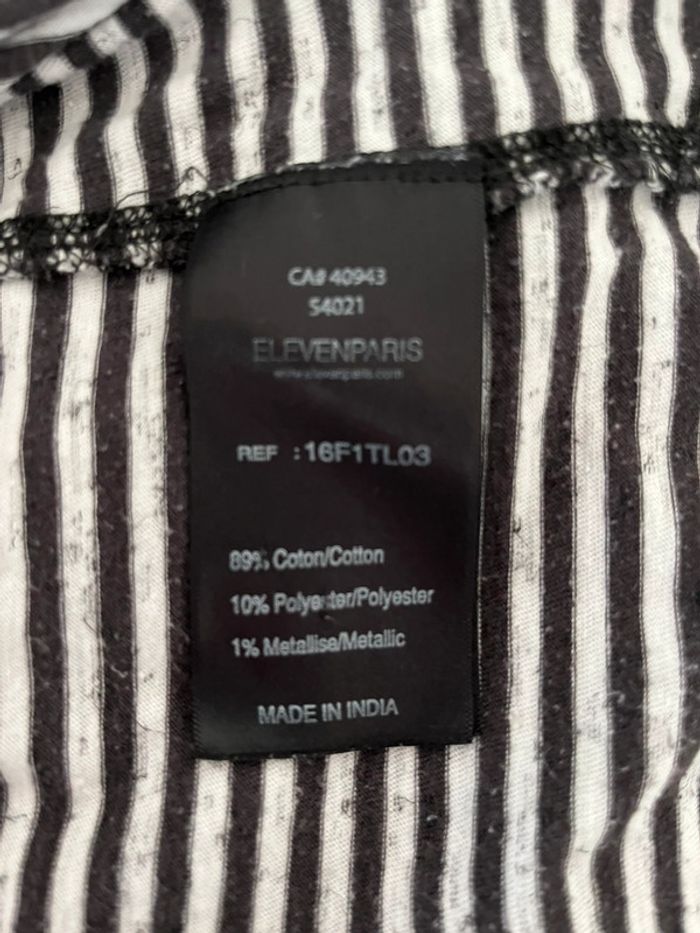 CA# 40943
S4021
ELEVENPARIS
www.elevenparis.com
REF : 16F1TL03
89% Coton/Cotton
10% Polyester/Polyester
1% Metallise/Metallic
MADE IN INDIA